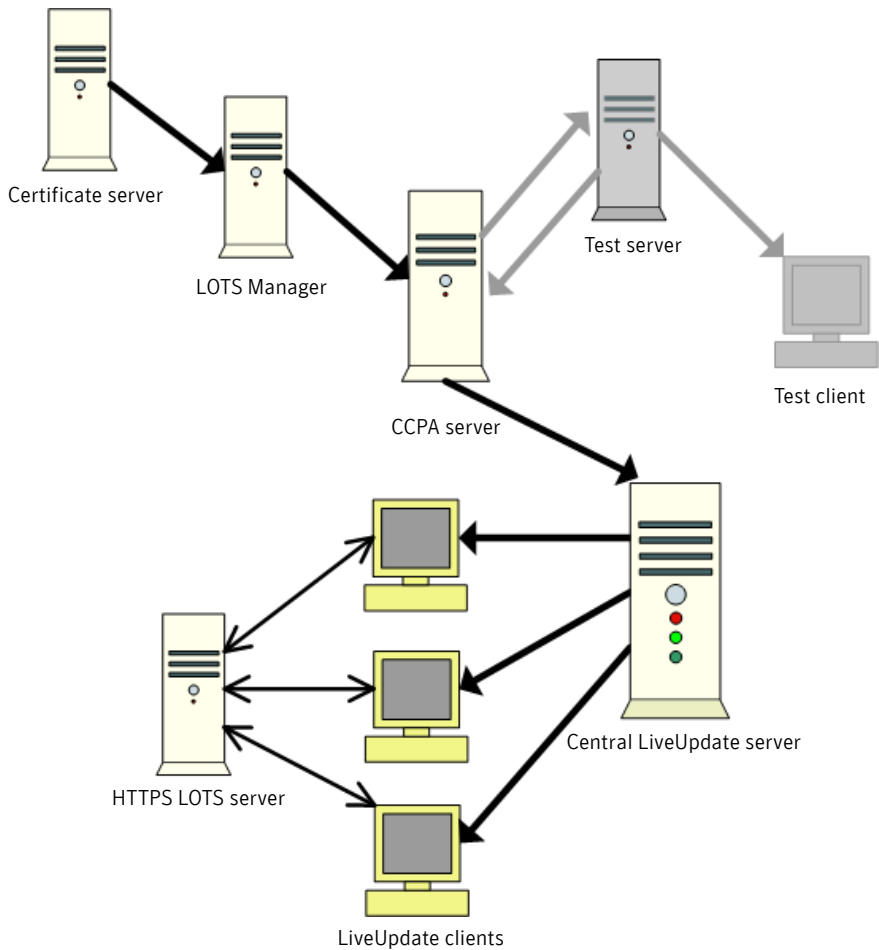 Certificate server
LOTS Manager
Test server
Test client
CCPA server
Central LiveUpdate server
HTTPS LOTS server
LiveUpdate clients